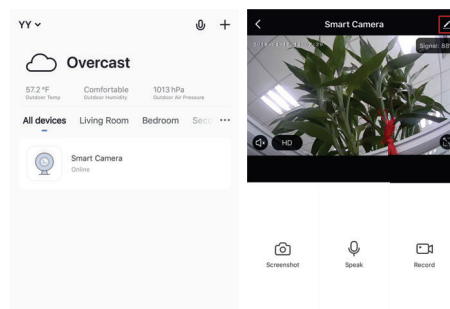 YY
Overcast
57.2 °F
Outdoor Temp
Comfortable
Outdoor Humidity
1013 hPa
Outdoor Air Pressure
All devices Living Room Bedroom Seco ...
Smart Camera
Online
Smart Camera
Signal: 88%
HD
Screenshot
Speak
Record